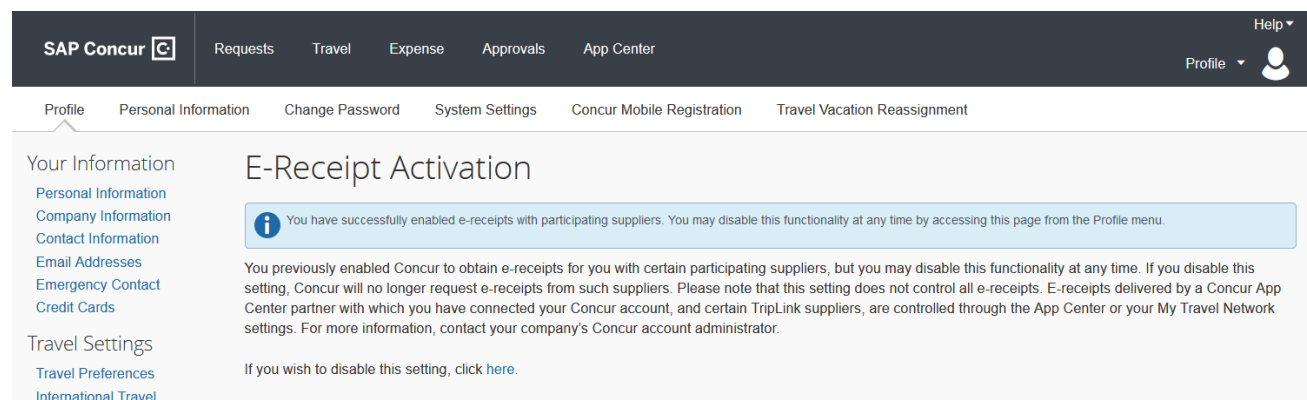 Help
SAP Concur C. Requests Travel Expense Approvals App Center
Profile
Profile Personal Information Change Password System Settings Concur Mobile Registration Travel Vacation Reassignment
Your Information
Personal Information
Company Information
Contact Information
Email Addresses
Emergency Contact
Credit Cards
Travel Settings
Travel Preferences
International Travel
E-Receipt Activation
You have successfully enabled e-receipts with participating suppliers. You may disable this functionality at any time by accessing this page from the Profile menu.
You previously enabled Concur to obtain e-receipts for you with certain participating suppliers, but you may disable this functionality at any time. If you disable this
setting, Concur will no longer request e-receipts from such suppliers. Please note that this setting does not control all e-receipts. E-receipts delivered by a Concur App
Center partner with which you have connected your Concur account, and certain TripLink suppliers, are controlled through the App Center or your My Travel Network
settings. For more information, contact your company's Concur account administrator.
If you wish to disable this setting, click here.